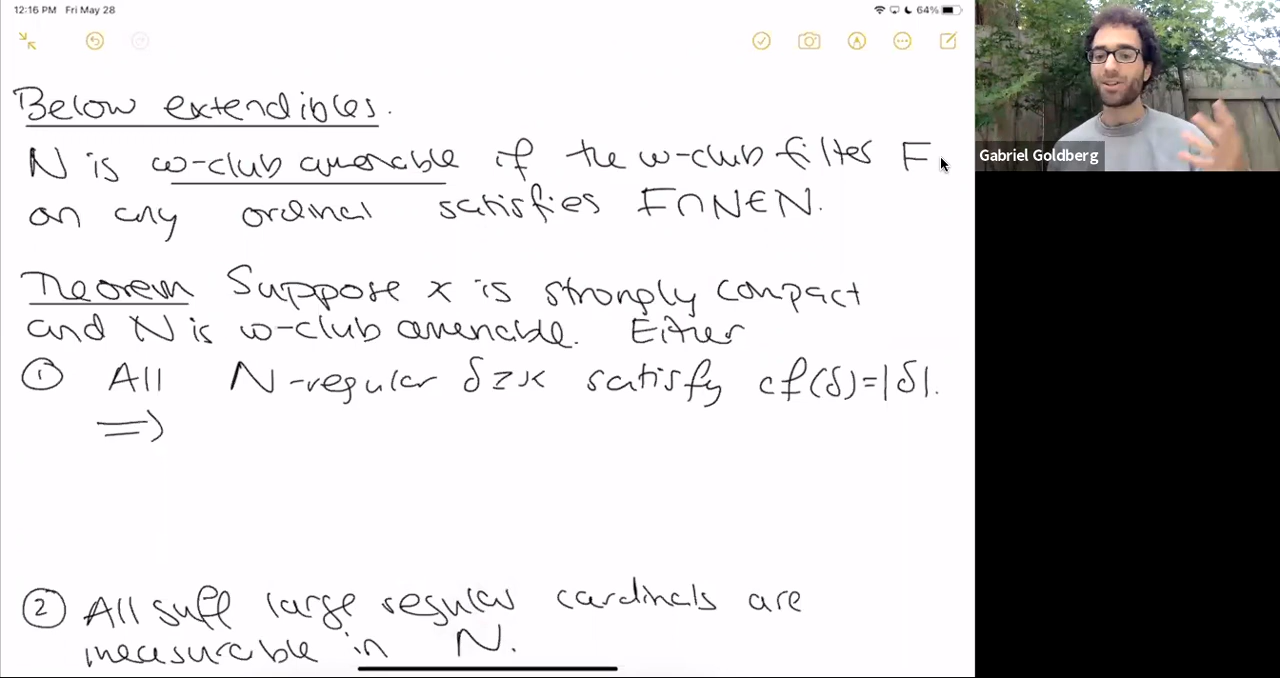 12:16 PM Fri May 28
64%
Below extendibles.
N is ω-club amenable if the ω-club filter F
on any ordinal satisfies F∩N∈N.
Theorem Suppose κ is strongly compact
and N is ω-club amenable. Either
① All N-regular δ≥κ satisfy cf(δ)=|δ|.
⟹
② All suff large regular cardinals are
measurable in N.
Gabriel Goldberg